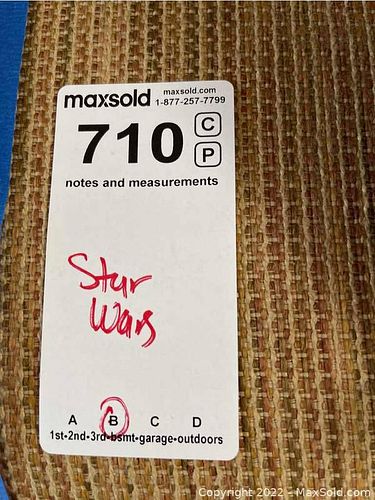 maxsold maxsold.com
1-877-257-7799
710 C
P
notes and measurements
Star
Wars
A B C D
1st-2nd-3rd-bsmt-garage-outdoors
Copyright 2022 - MaxSold.com